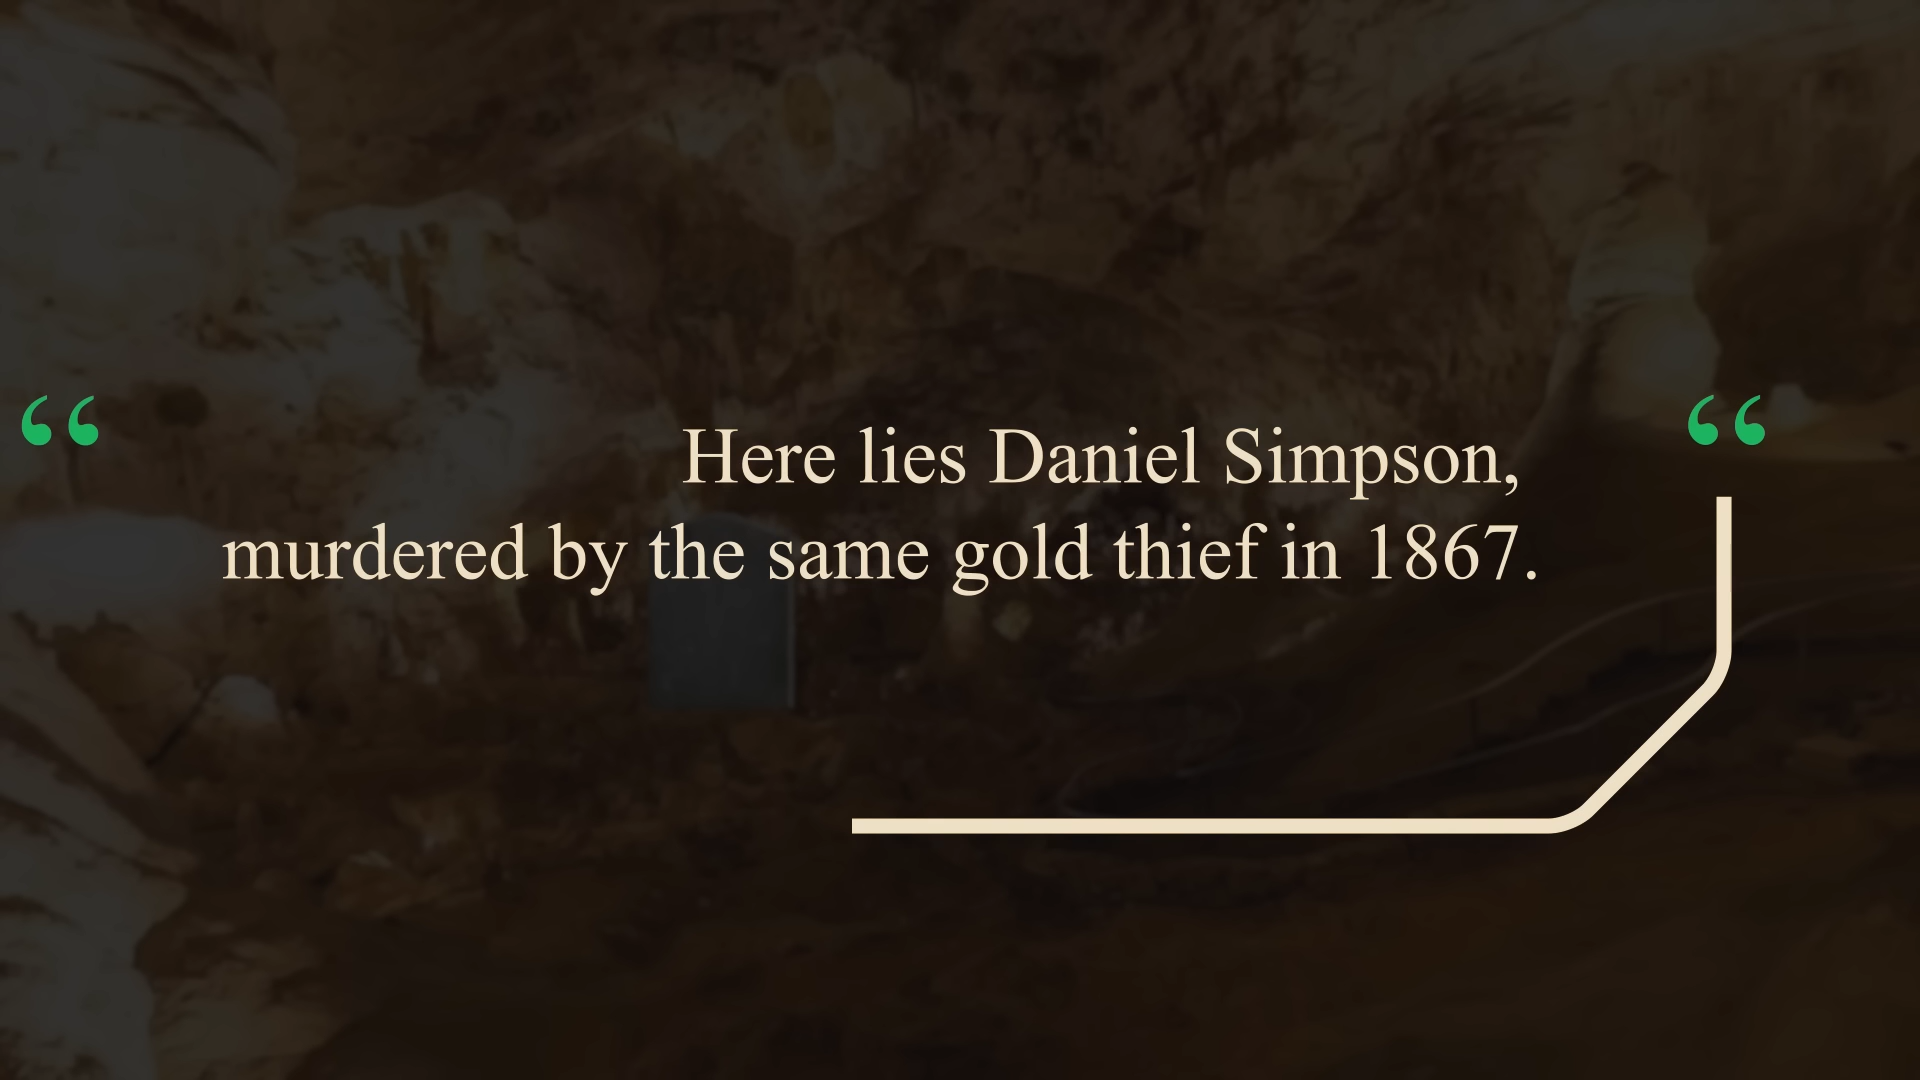 “ Here lies Daniel Simpson, “
murdered by the same gold thief in 1867.